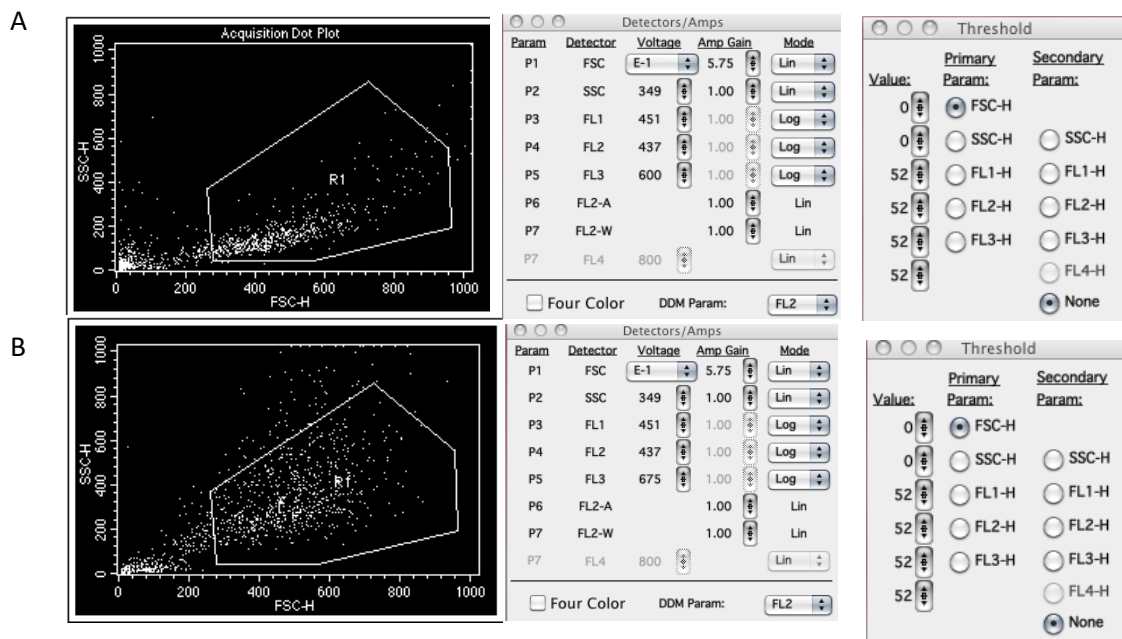 A
Acquisition Dot Plot
1000
800
600
400
200
0
SSC-H
R1
0 200 400 600 800 1000
FSC-H
Detectors/Amps
Param Detector Voltage Amp Gain Mode
P1 FSC E-1 5.75 Lin
P2 SSC 349 1.00 Lin
P3 FL1 451 1.00 Log
P4 FL2 437 1.00 Log
P5 FL3 600 1.00 Log
P6 FL2-A 1.00 Lin
P7 FL2-W 1.00 Lin
P7 FL4 800 Lin
Four Color DDM Param: FL2
Threshold
Primary Secondary
Value: Param: Param:
0 FSC-H
0 SSC-H SSC-H
52 FL1-H FL1-H
52 FL2-H FL2-H
52 FL3-H FL3-H
52 FL4-H
None
B
1000
800
600
400
200
0
SSC-H
R1
0 200 400 600 800 1000
FSC-H
Detectors/Amps
Param Detector Voltage Amp Gain Mode
P1 FSC E-1 5.75 Lin
P2 SSC 349 1.00 Lin
P3 FL1 451 1.00 Log
P4 FL2 437 1.00 Log
P5 FL3 675 1.00 Log
P6 FL2-A 1.00 Lin
P7 FL2-W 1.00 Lin
P7 FL4 800 Lin
Four Color DDM Param: FL2
Threshold
Primary Secondary
Value: Param: Param:
0 FSC-H
0 SSC-H SSC-H
52 FL1-H FL1-H
52 FL2-H FL2-H
52 FL3-H FL3-H
52 FL4-H
None